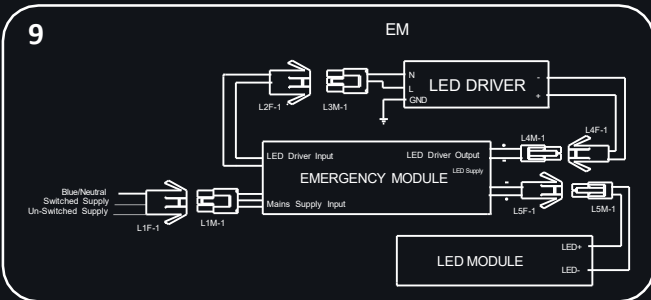 9
EM
N
L
GND
LED DRIVER
-
+
L2F-1
L3M-1
L4M-1
L4F-1
LED Driver Input
LED Driver Output
EMERGENCY MODULE
LED Supply
Mains Supply Input
Blue/Neutral
Switched Supply
Un-Switched Supply
L1F-1
L1M-1
L5F-1
L5M-1
LED MODULE
LED+
LED-